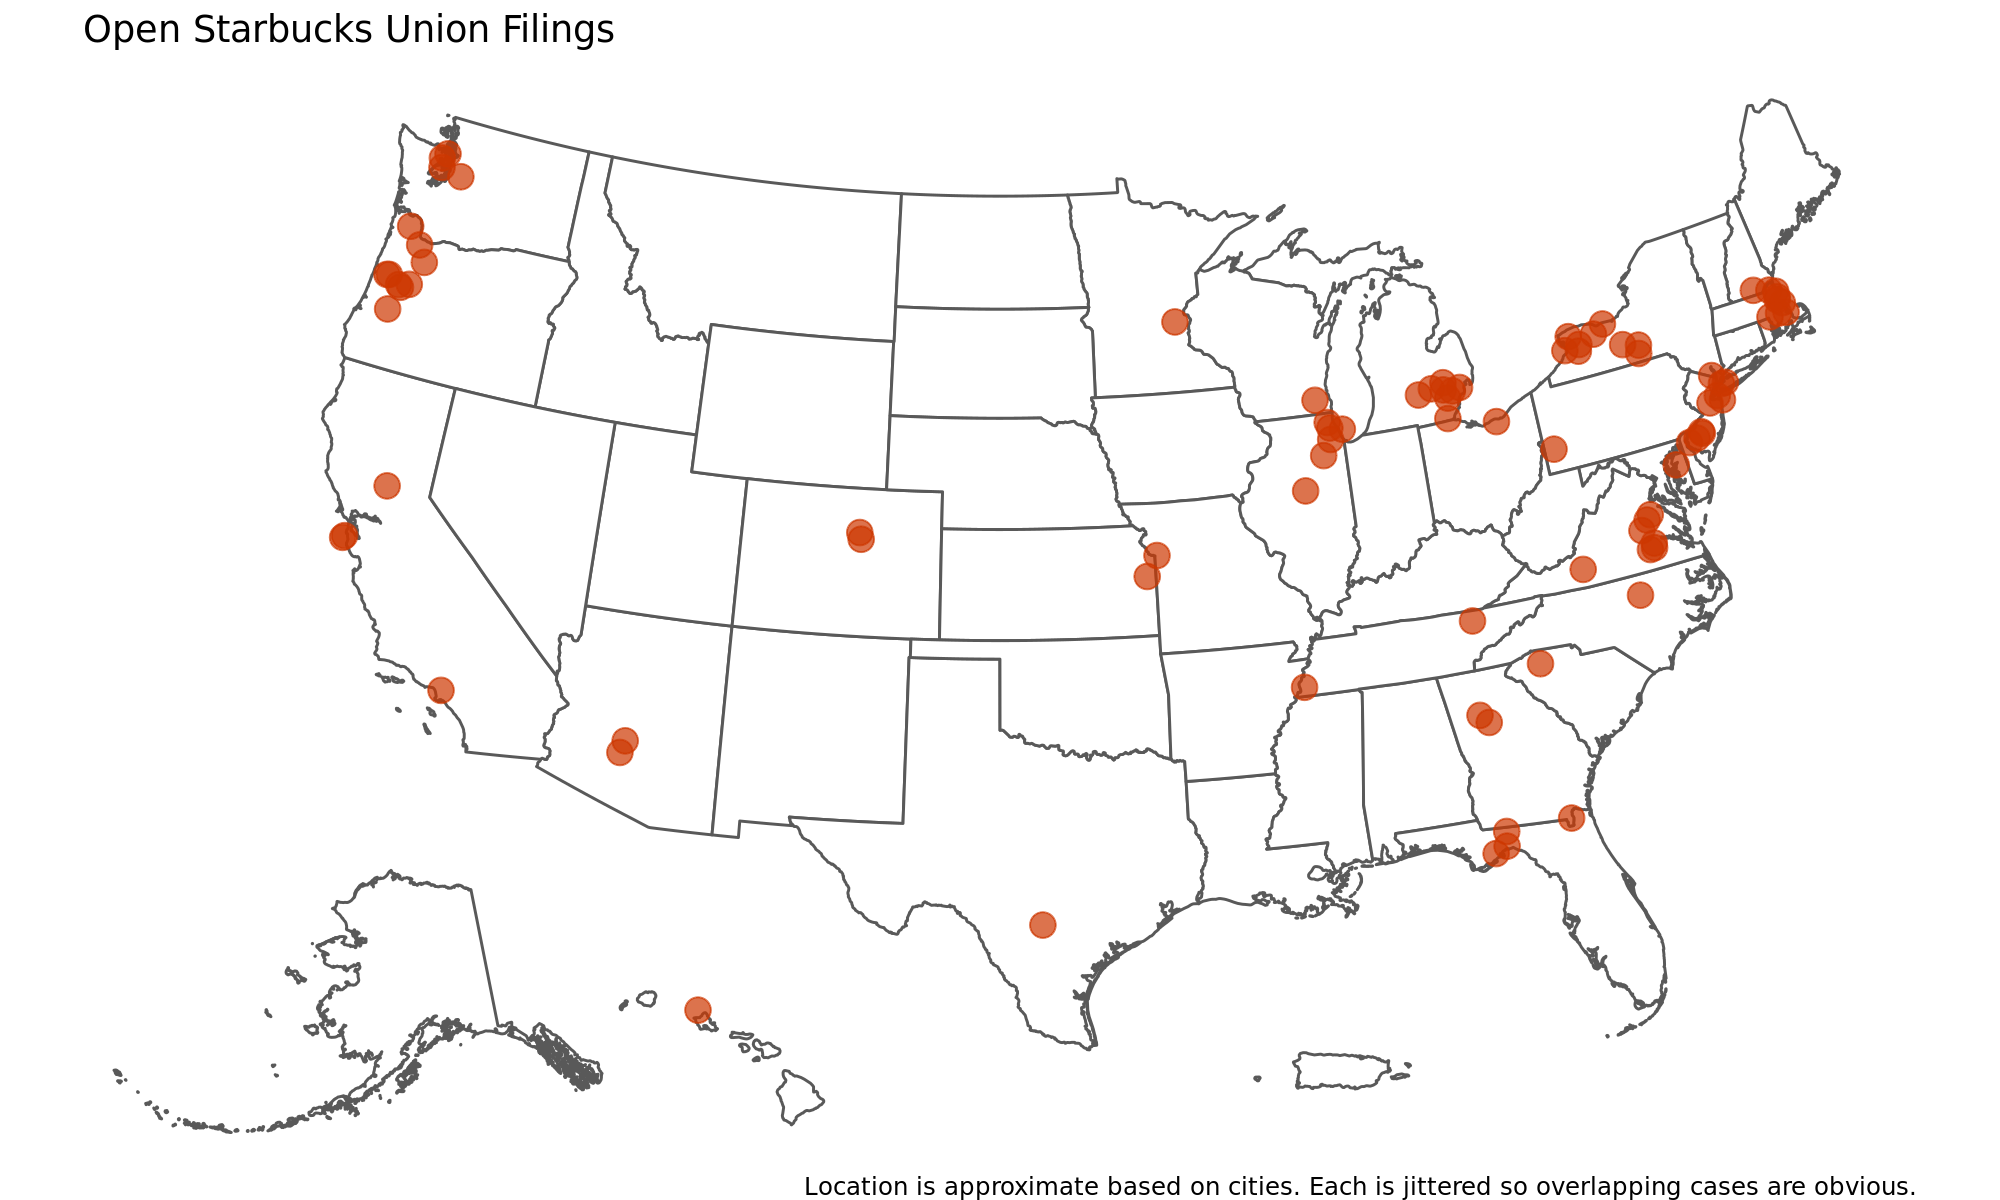 Open Starbucks Union Filings
Location is approximate based on cities. Each is jittered so overlapping cases are obvious.